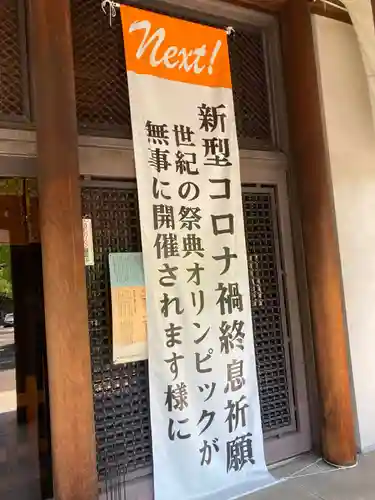 Next!
新型コロナ禍終息祈願
世紀の祭典オリンピックが
無事に開催されます様に